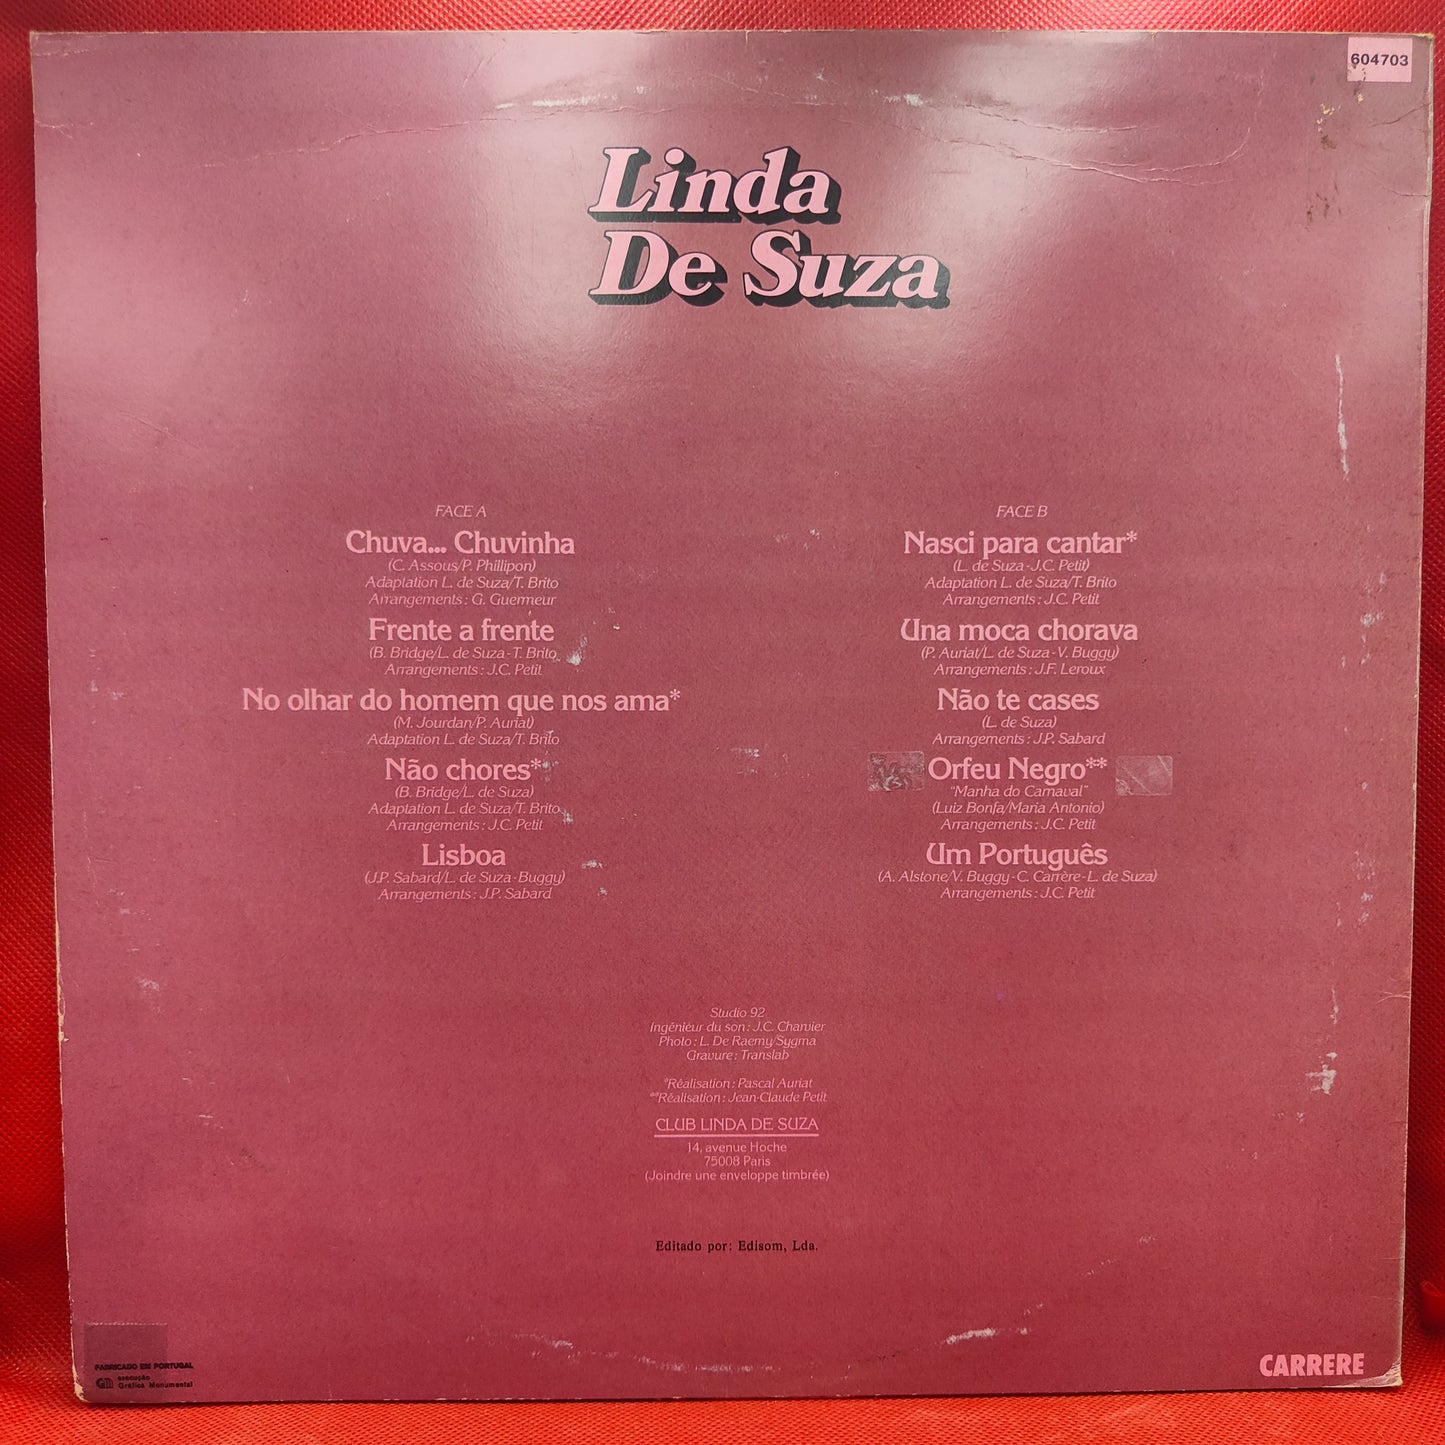 604703
Linda
De Suza
FACE A
Chuva... Chuvinha
(C. Assous/P. Phillipon)
Adaptation L. de Suza/T. Brito
Arrangements : G. Guermeur
Frente a frente
(B. Bridge/L. de Suza-T. Brito
Arrangements : J.C. Petit
No olhar do homem que nos ama*
(M. Jourdan/P. Auriat)
Adaptation L. de Suza/T. Brito
Não chores*
(B. Bridge/L. de Suza)
Adaptation L. de Suza/T. Brito
Arrangements : J.C. Petit
Lisboa
(J.P. Sabard/L. de Suza-Buggy)
Arrangements : J.P. Sabard
FACE B
Nasci para cantar*
(L. de Suza-J.C. Petit)
Adaptation L. de Suza/T. Brito
Arrangements : J.C. Petit
Una moca chorava
(P. Auriat/L. de Suza-V. Buggy)
Arrangements : J.F. Leroux
Não te cases
(L. de Suza)
Arrangements : J.P. Sabard
Orfeu Negro**
"Manha do Carnaval"
(Luiz Bonfa/Maria Antonio)
Arrangements : J.C. Petit
Um Português
(A. Alstone/V. Buggy-C. Carrère-L. de Suza)
Arrangements : J.C. Petit
Studio 92
Ingénieur du son : J.C. Charvier
Photo : L. De Raemy/Sygma
Gravure : Translab
*Réalisation : Pascal Auriat
**Réalisation : Jean-Claude Petit
CLUB LINDA DE SUZA
14, avenue Hoche
75008 Paris
(Joindre une enveloppe timbrée)
Editado por: Edisom, Lda.
FABRICADO EM PORTUGAL
execução
GM Gráfica Monumental
CARRERE